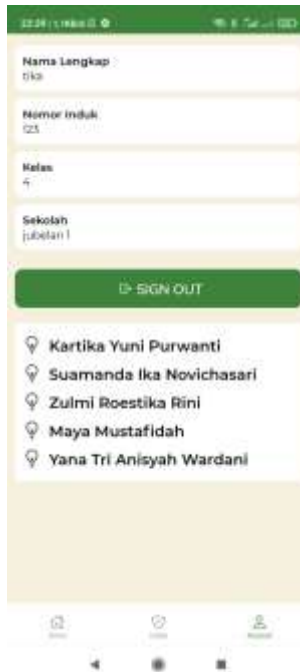 Nama Lengkap
tika
Nomor Induk
123
Kelas
4
Sekolah
jubelan 1
SIGN OUT
Kartika Yuni Purwanti
Suamanda Ika Novichasari
Zulmi Roestika Rini
Maya Mustafidah
Yana Tri Anisyah Wardani